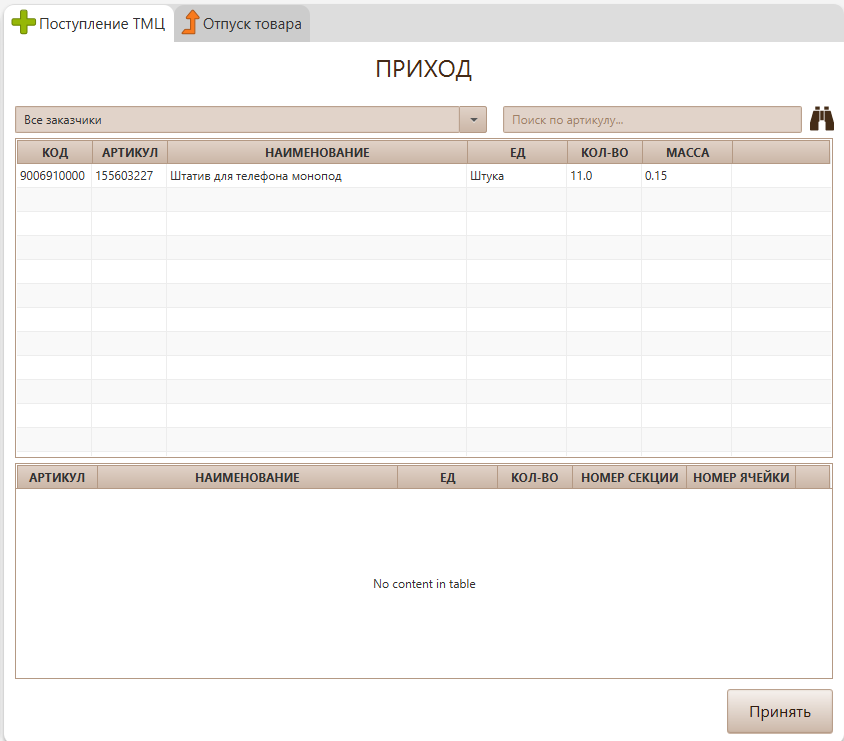 Поступление ТМЦ Отпуск товара
ПРИХОД
Все заказчики Поиск по артикулу...
КОД АРТИКУЛ НАИМЕНОВАНИЕ ЕД КОЛ-ВО МАССА
9006910000 155603227 Штатив для телефона монопод Штука 11.0 0.15
АРТИКУЛ НАИМЕНОВАНИЕ ЕД КОЛ-ВО НОМЕР СЕКЦИИ НОМЕР ЯЧЕЙКИ
No content in table
Принять